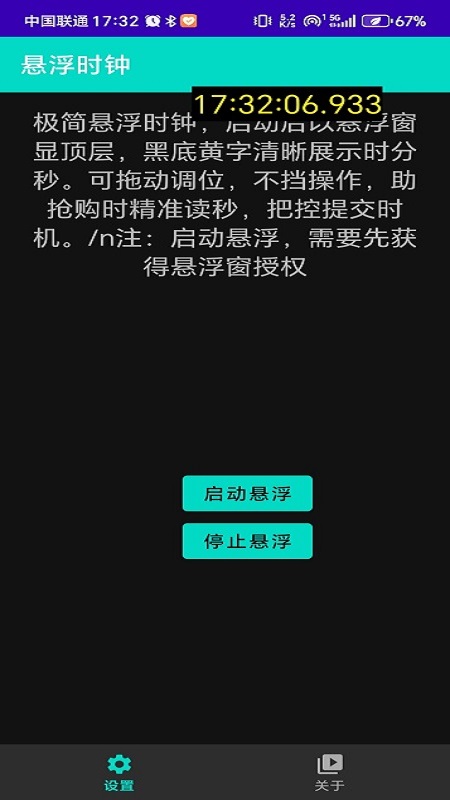 中国联通 17:32
5.2 K/S 5G 67%
悬浮时钟
17:32:06.933
极简悬浮时钟，启动后以悬浮窗
显顶层，黑底黄字清晰展示时分
秒。可拖动调位，不挡操作，助
抢购时精准读秒，把控提交时
机。/n注：启动悬浮，需要先获
得悬浮窗授权
启动悬浮
停止悬浮
设置
关于